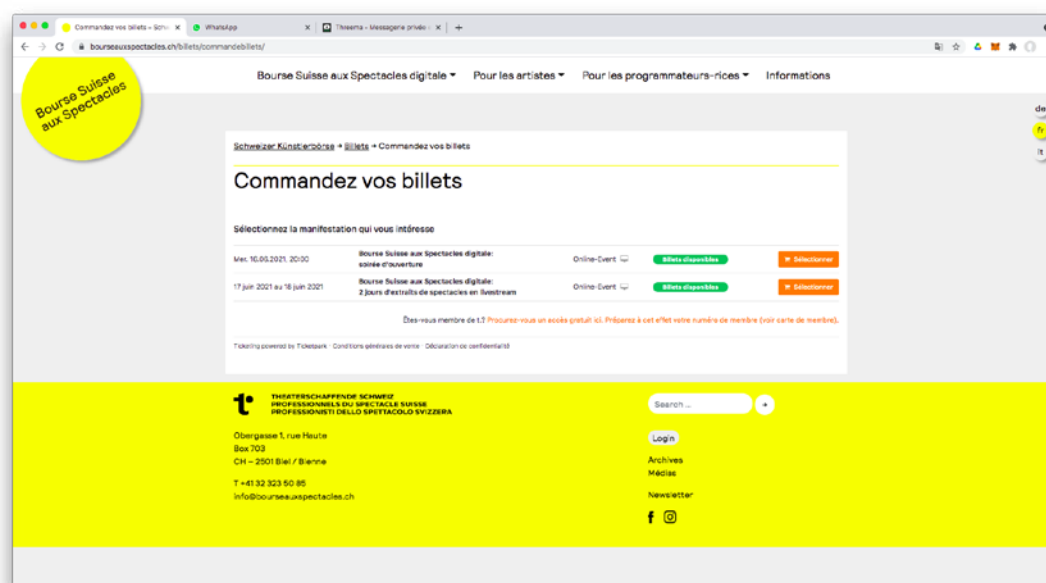 Commandez vos billets – Schw
WhatsApp
Threema – Messagerie privée
bourseauxspectacles.ch/billets/commandebillets/
Bourse Suisse
aux Spectacles
Bourse Suisse aux Spectacles digitale
Pour les artistes
Pour les programmateurs-rices
Informations
de
fr
it
Schweizer Künstlerbörse → Billets → Commandez vos billets
Commandez vos billets
Sélectionnez la manifestation qui vous intéresse
Mer. 16.06.2021, 20:00
Bourse Suisse aux Spectacles digitale:
soirée d'ouverture
Online-Event
Billets disponibles
Sélectionner
17 juin 2021 au 18 juin 2021
Bourse Suisse aux Spectacles digitale:
2 jours d'extraits de spectacles en livestream
Online-Event
Billets disponibles
Sélectionner
Êtes-vous membre de t.? Procurez-vous un accès gratuit ici. Préparez à cet effet votre numéro de membre (voir carte de membre).
Ticketing powered by Ticketpark · Conditions générales de vente · Déclaration de confidentialité
t.
THEATERSCHAFFENDE SCHWEIZ
PROFESSIONNELS DU SPECTACLE SUISSE
PROFESSIONISTI DELLO SPETTACOLO SVIZZERA
Obergasse 1, rue Haute
Box 703
CH – 2501 Biel / Bienne
T +41 32 323 50 85
info@bourseauxspectacles.ch
Search …
Login
Archives
Médias
Newsletter